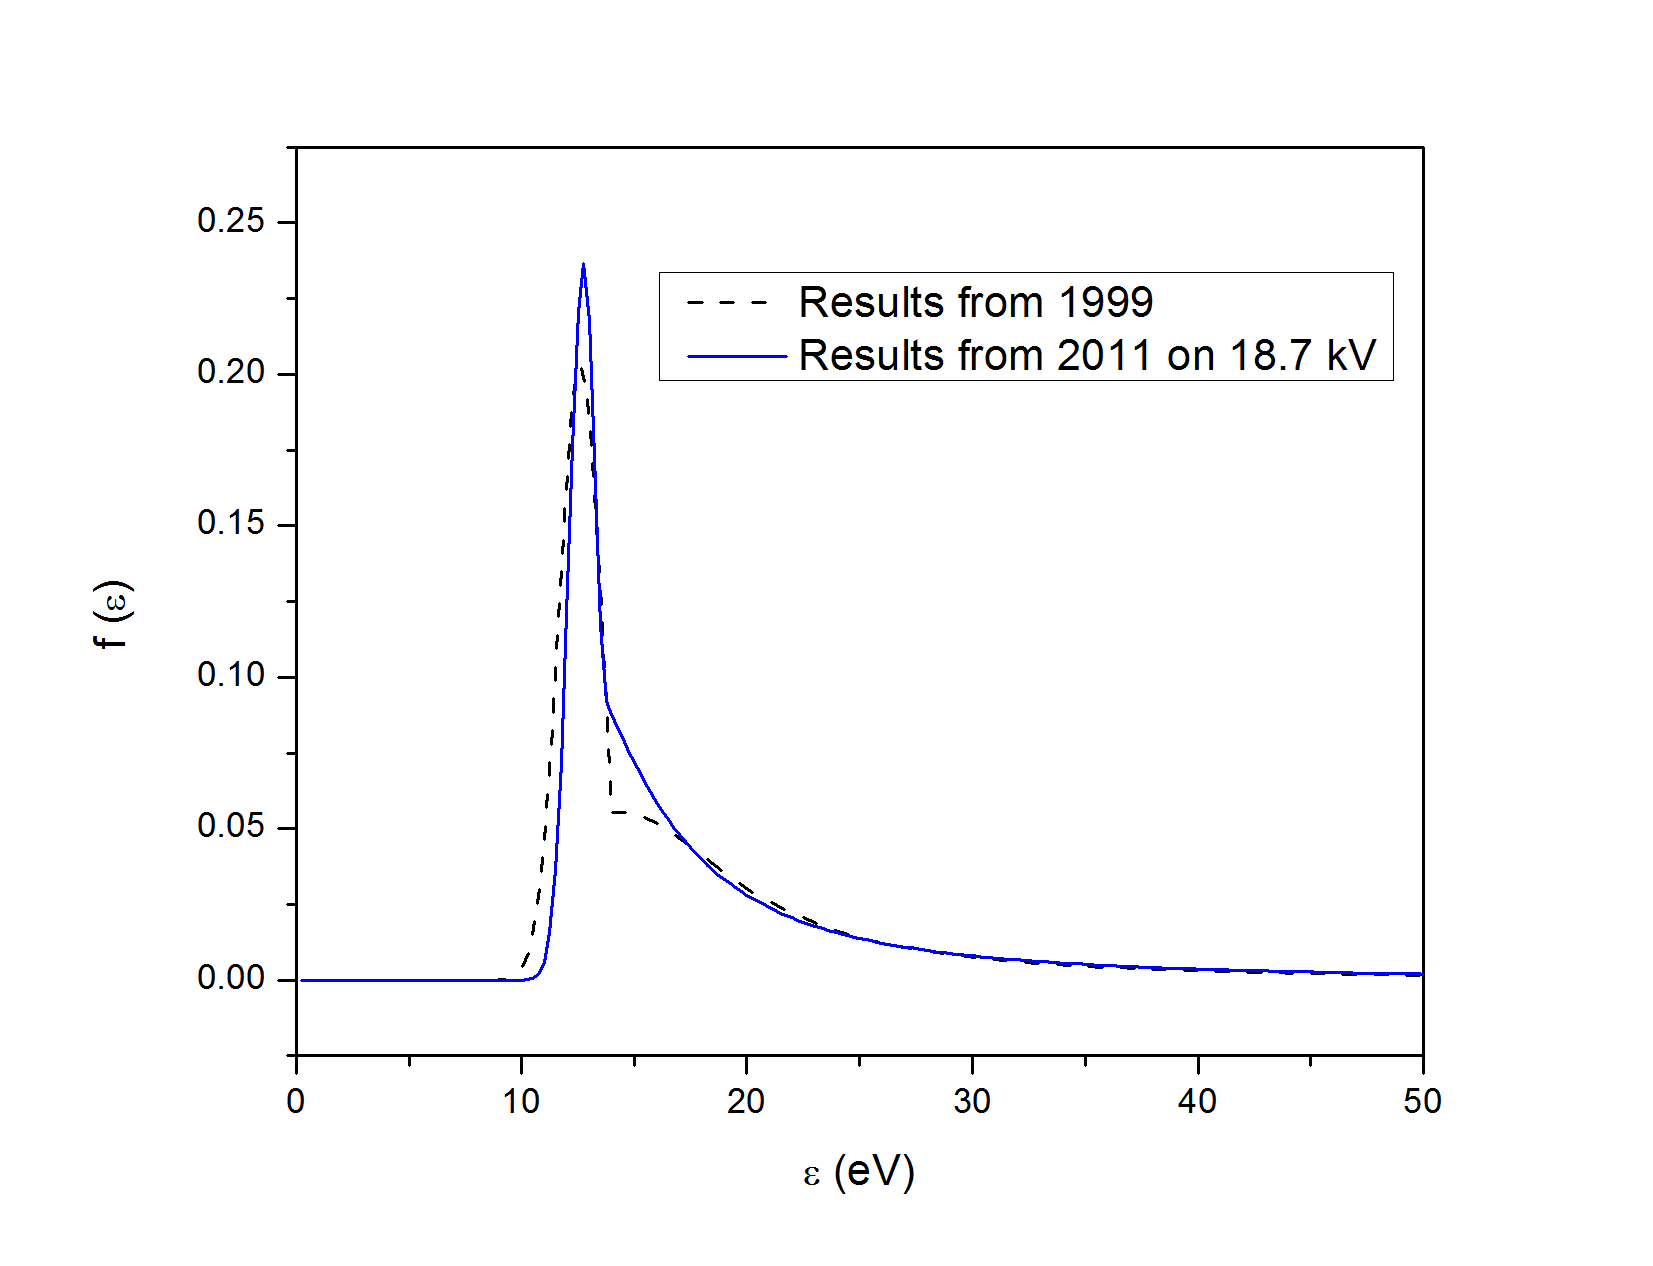 0.25
0.20
0.15
0.10
0.05
0.00
f (ε)
Results from 1999
Results from 2011 on 18.7 kV
0 10 20 30 40 50
ε (eV)